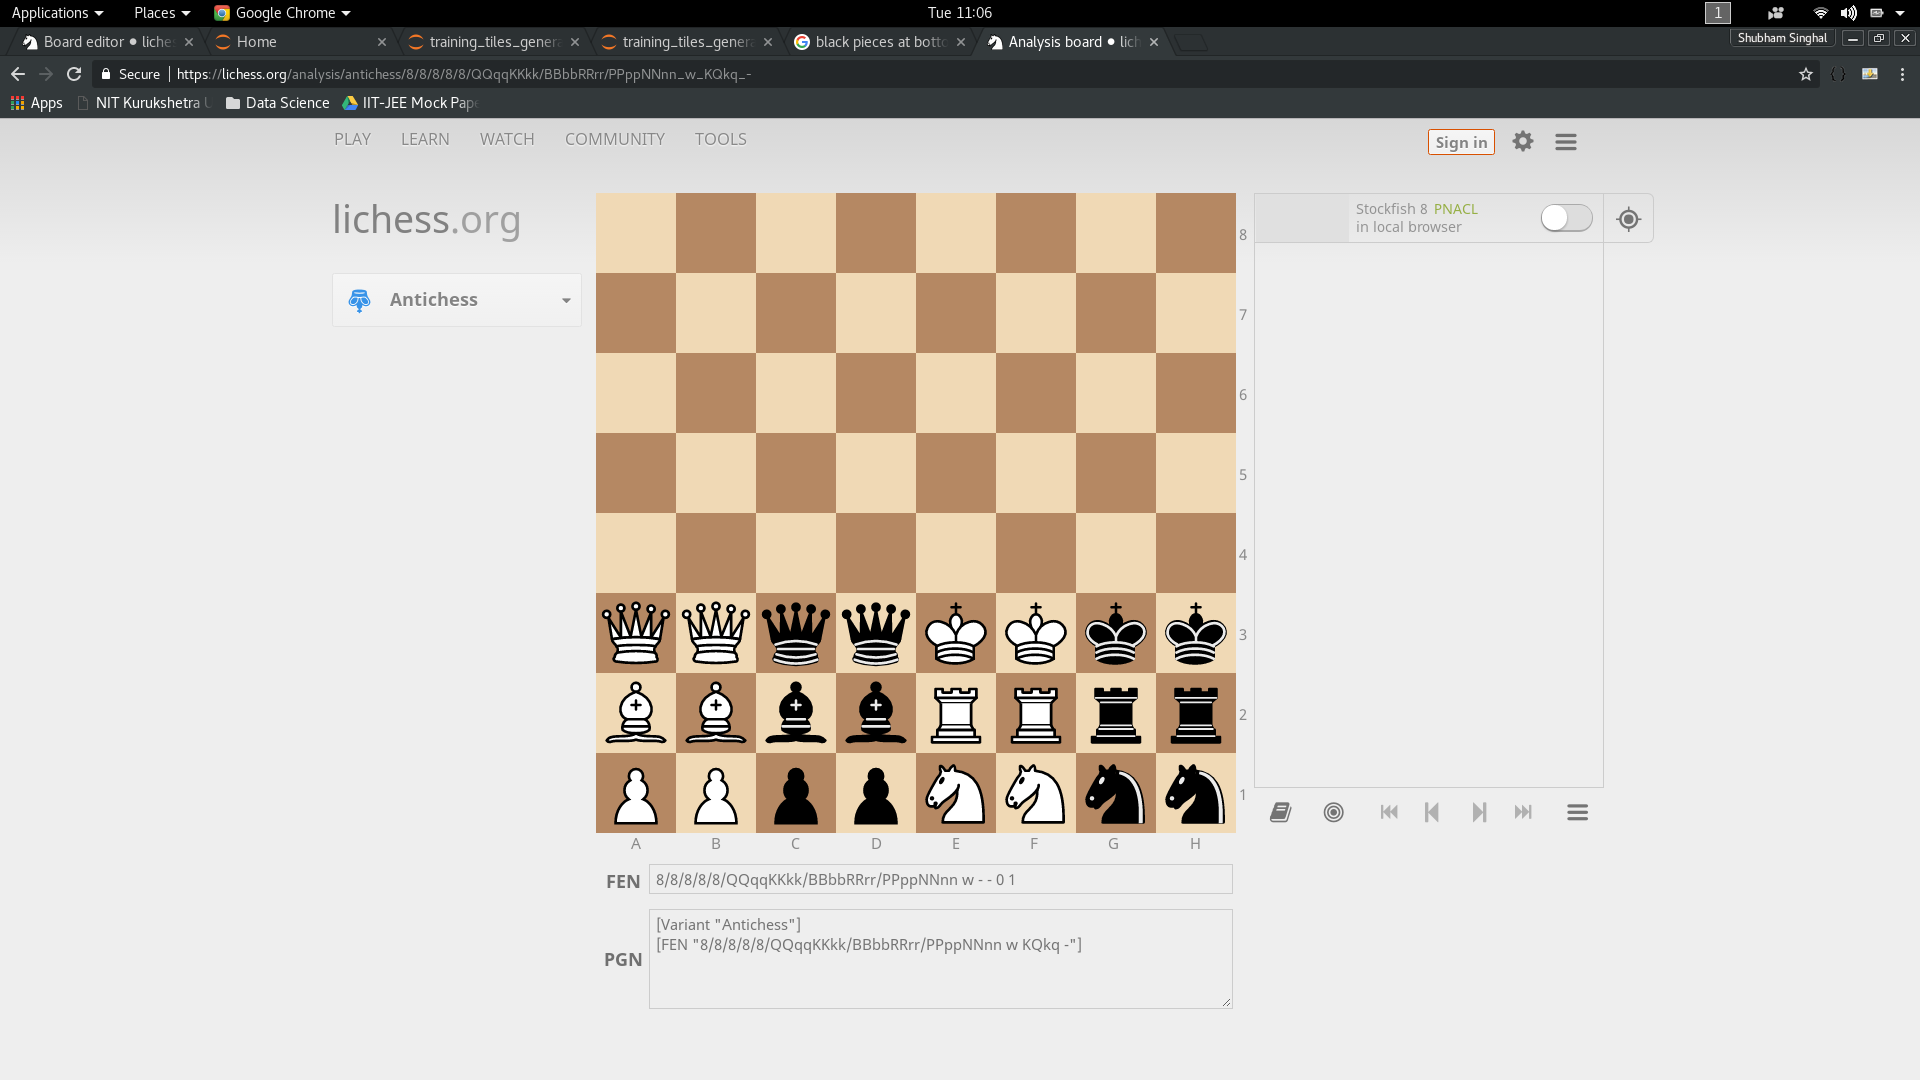 Applications Places Google Chrome Tue 11:06 1
Board editor • liche Home training_tiles_genera training_tiles_genera black pieces at botto Analysis board • lich Shubham Singhal
Secure https://lichess.org/analysis/antichess/8/8/8/8/8/QQqqKKkk/BBbbRRrr/PPppNNnn_w_KQkq_-
Apps NIT Kurukshetra U Data Science IIT-JEE Mock Pape
PLAY LEARN WATCH COMMUNITY TOOLS Sign in
lichess.org
Stockfish 8 PNACL
in local browser
Antichess
8
7
6
5
4
3
2
1
A B C D E F G H
FEN 8/8/8/8/8/QQqqKKkk/BBbbRRrr/PPppNNnn w - - 0 1
PGN [Variant "Antichess"]
[FEN "8/8/8/8/8/QQqqKKkk/BBbbRRrr/PPppNNnn w KQkq -"]